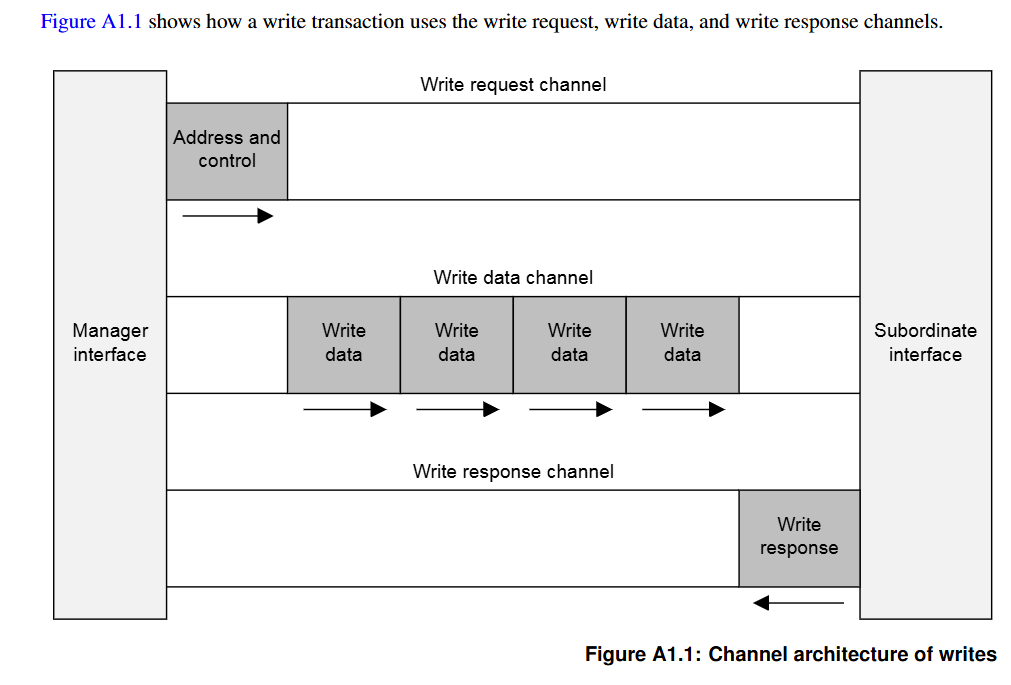 Figure A1.1 shows how a write transaction uses the write request, write data, and write response channels.
Write request channel
Address and
control
Write data channel
Manager
interface
Write
data
Write
data
Write
data
Write
data
Subordinate
interface
Write response channel
Write
response
Figure A1.1: Channel architecture of writes